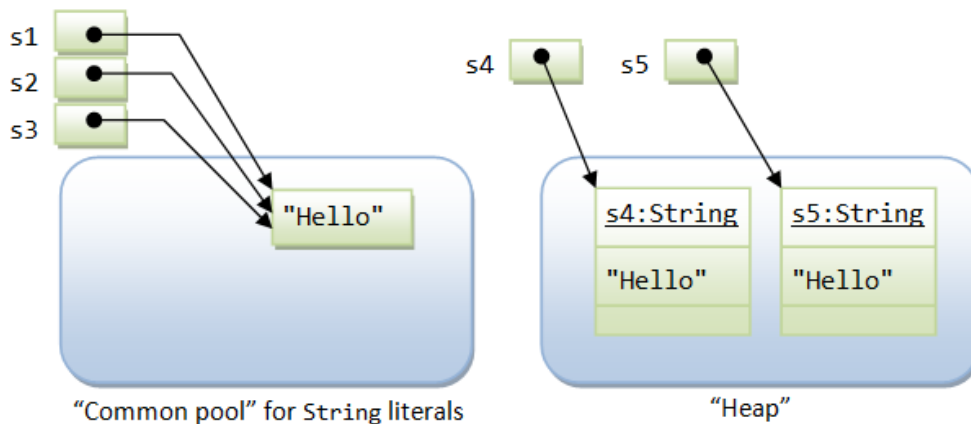 s1
s2
s3
"Hello"
“Common pool” for String literals
s4
s5
s4:String
"Hello"
s5:String
"Hello"
“Heap”